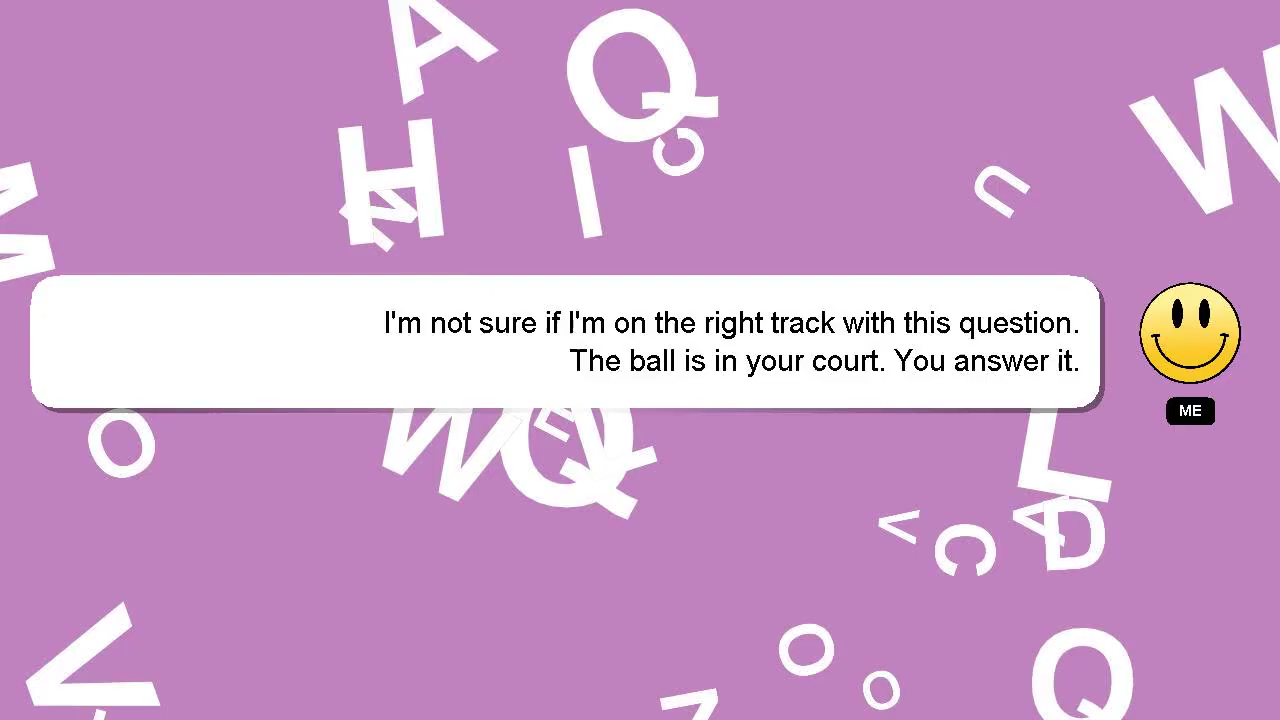 I'm not sure if I'm on the right track with this question.
The ball is in your court. You answer it.
ME